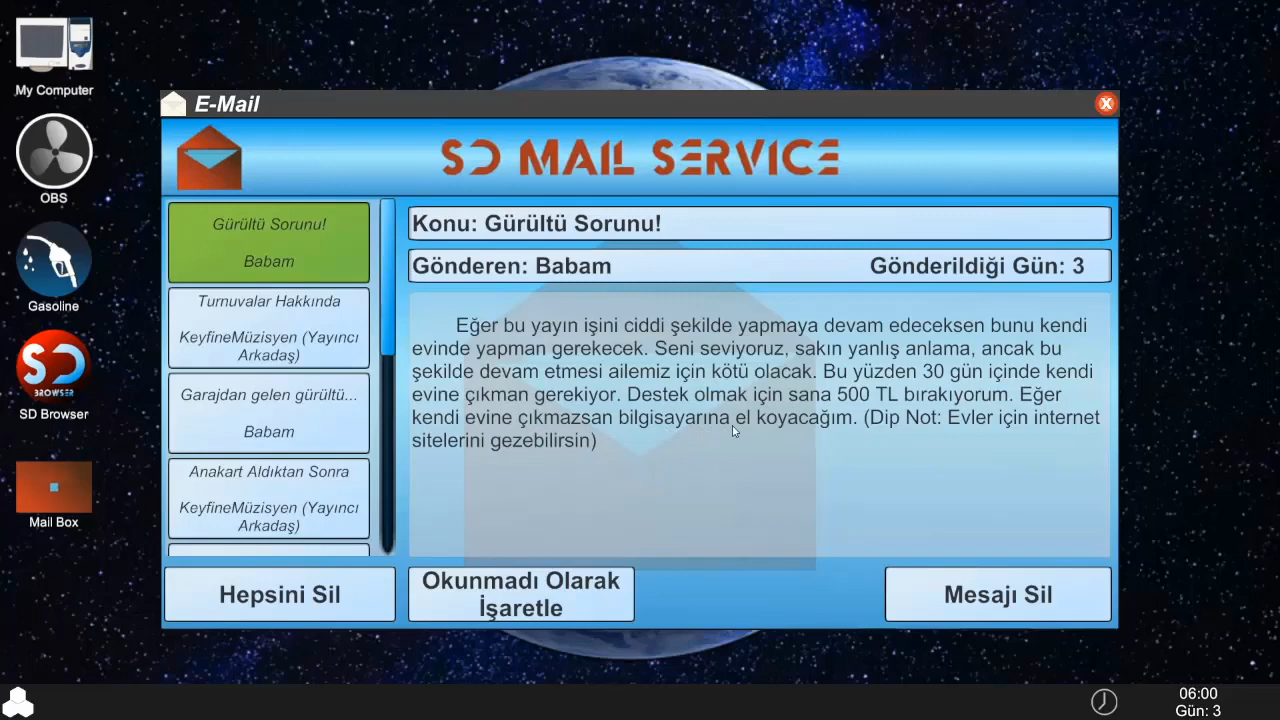 My Computer
OBS
Gasoline
SD
BROWSER
SD Browser
Mail Box
E-Mail
X
SD MAIL SERVICE
Gürültü Sorunu!
Babam
Turnuvalar Hakkında
KeyfineMüzisyen (Yayıncı
Arkadaş)
Garajdan gelen gürültü...
Babam
Anakart Aldıktan Sonra
KeyfineMüzisyen (Yayıncı
Arkadaş)
Konu: Gürültü Sorunu!
Gönderen: Babam Gönderildiği Gün: 3
Eğer bu yayın işini ciddi şekilde yapmaya devam edeceksen bunu kendi
evinde yapman gerekecek. Seni seviyoruz, sakın yanlış anlama, ancak bu
şekilde devam etmesi ailemiz için kötü olacak. Bu yüzden 30 gün içinde kendi
evine çıkman gerekiyor. Destek olmak için sana 500 TL bırakıyorum. Eğer
kendi evine çıkmazsan bilgisayarına el koyacağım. (Dip Not: Evler için internet
sitelerini gezebilirsin)
Hepsini Sil
Okunmadı Olarak
İşaretle
Mesajı Sil
06:00
Gün: 3